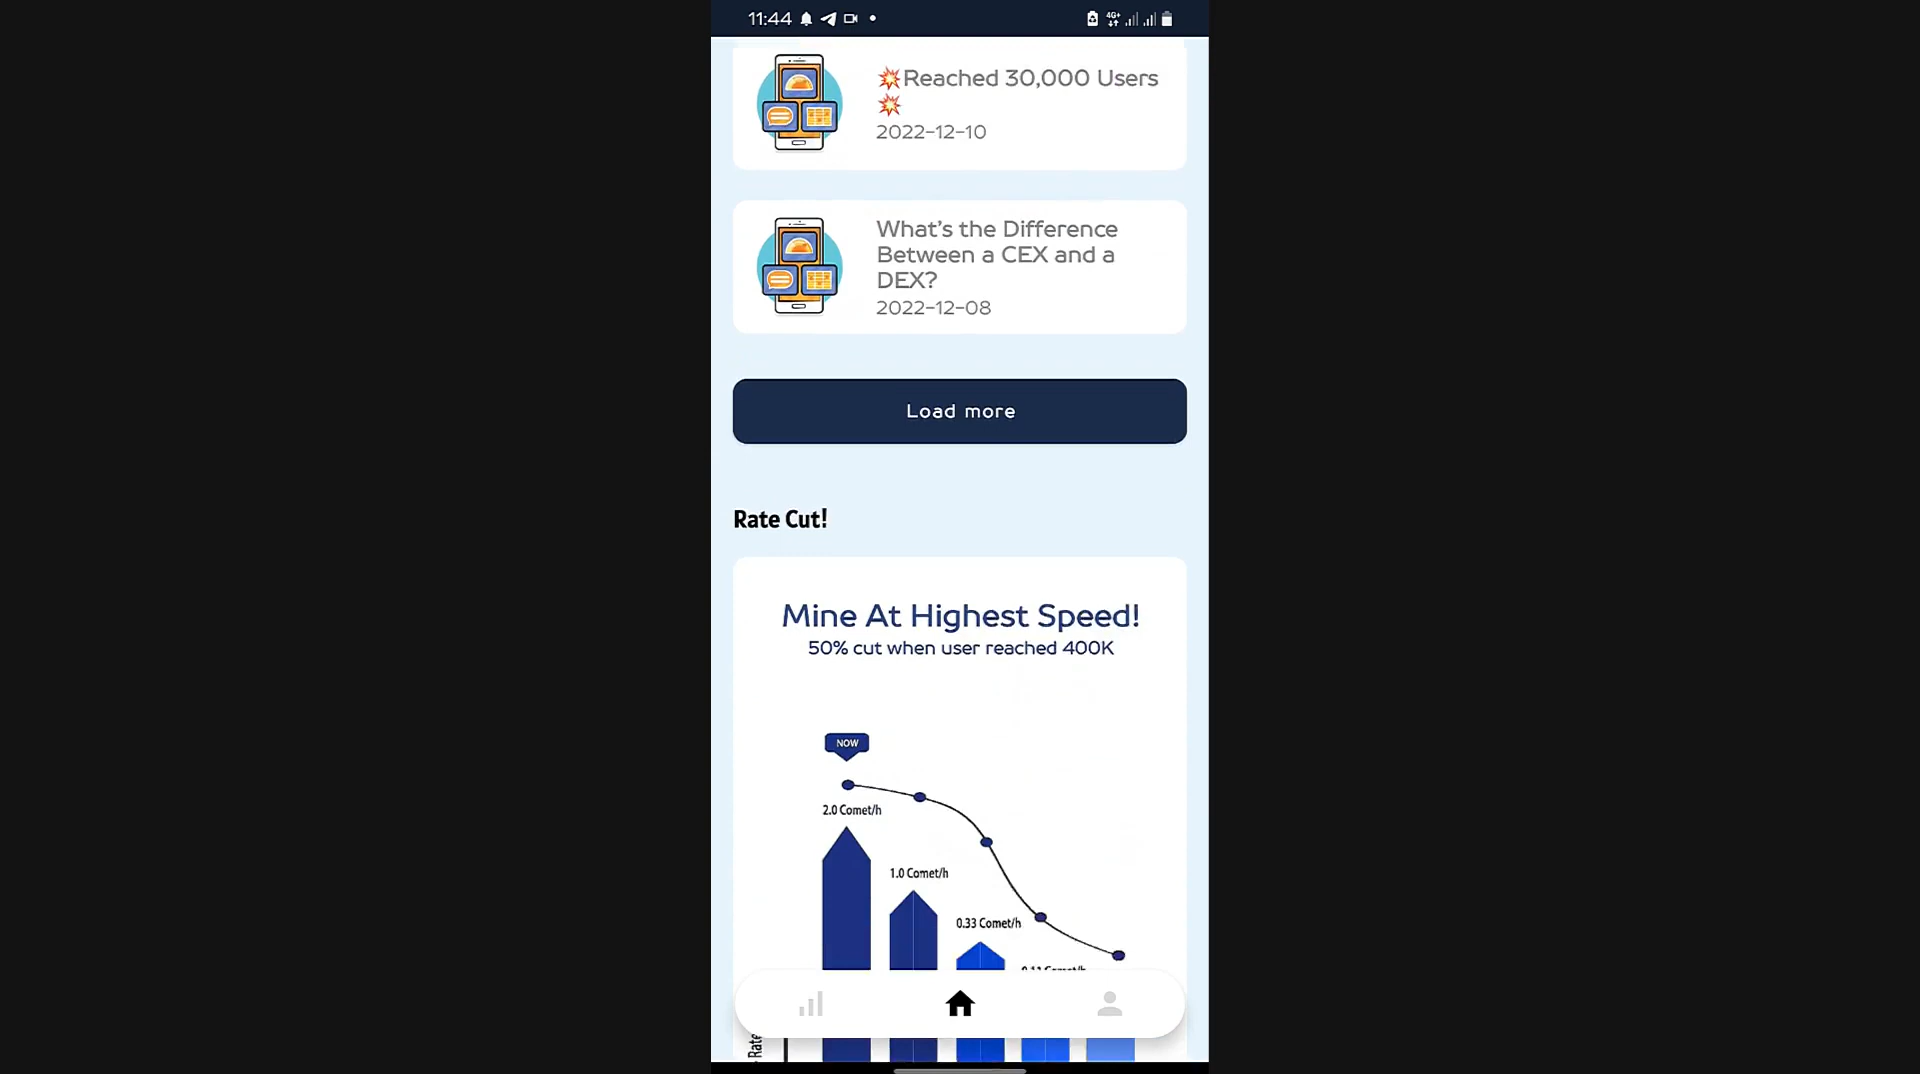 11:44
4G+
💥Reached 30,000 Users
💥
2022-12-10
What's the Difference
Between a CEX and a
DEX?
2022-12-08
Load more
Rate Cut!
Mine At Highest Speed!
50% cut when user reached 400K
NOW
2.0 Comet/h
1.0 Comet/h
0.33 Comet/h
Rate